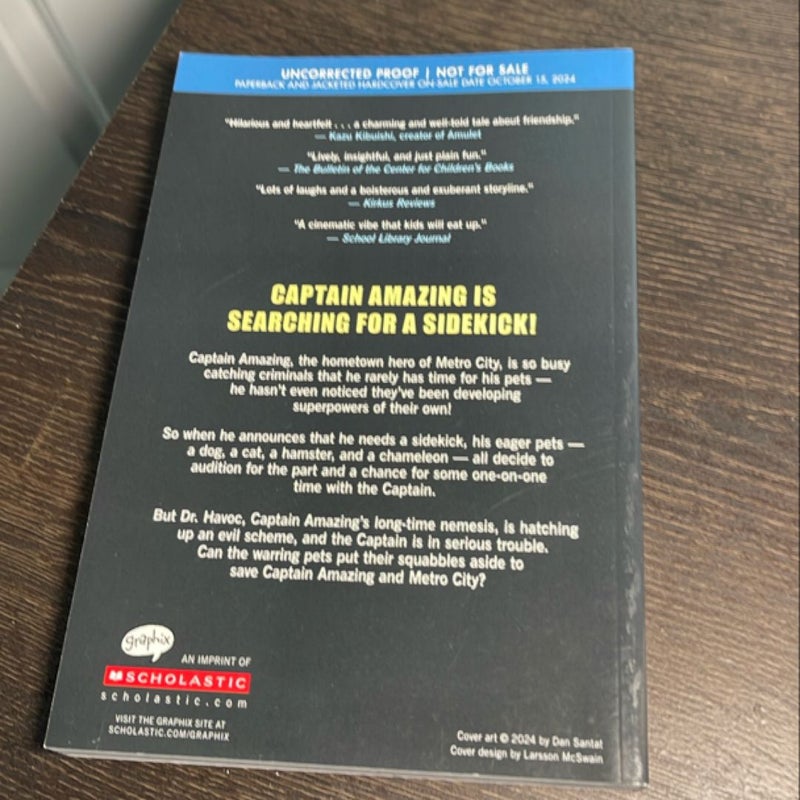 UNCORRECTED PROOF | NOT FOR SALE
PAPERBACK AND JACKETED HARDCOVER ON SALE DATE OCTOBER 15, 2024
"Hilarious and heartfelt . . . a charming and well-told tale about friendship."
— Kazu Kibuishi, creator of Amulet
"Lively, insightful, and just plain fun."
— The Bulletin of the Center for Children's Books
"Lots of laughs and a boisterous and exuberant storyline."
— Kirkus Reviews
"A cinematic vibe that kids will eat up."
— School Library Journal
CAPTAIN AMAZING IS
SEARCHING FOR A SIDEKICK!
Captain Amazing, the hometown hero of Metro City, is so busy
catching criminals that he rarely has time for his pets —
he hasn't even noticed they've been developing
superpowers of their own!
So when he announces that he needs a sidekick, his eager pets —
a dog, a cat, a hamster, and a chameleon — all decide to
audition for the part and a chance for some one-on-one
time with the Captain.
But Dr. Havoc, Captain Amazing's long-time nemesis, is hatching
up an evil scheme, and the Captain is in serious trouble.
Can the warring pets put their squabbles aside to
save Captain Amazing and Metro City?
graphix
AN IMPRINT OF
SCHOLASTIC
scholastic.com
VISIT THE GRAPHIX SITE AT
SCHOLASTIC.COM/GRAPHIX
Cover art © 2024 by Dan Santat
Cover design by Larsson McSwain